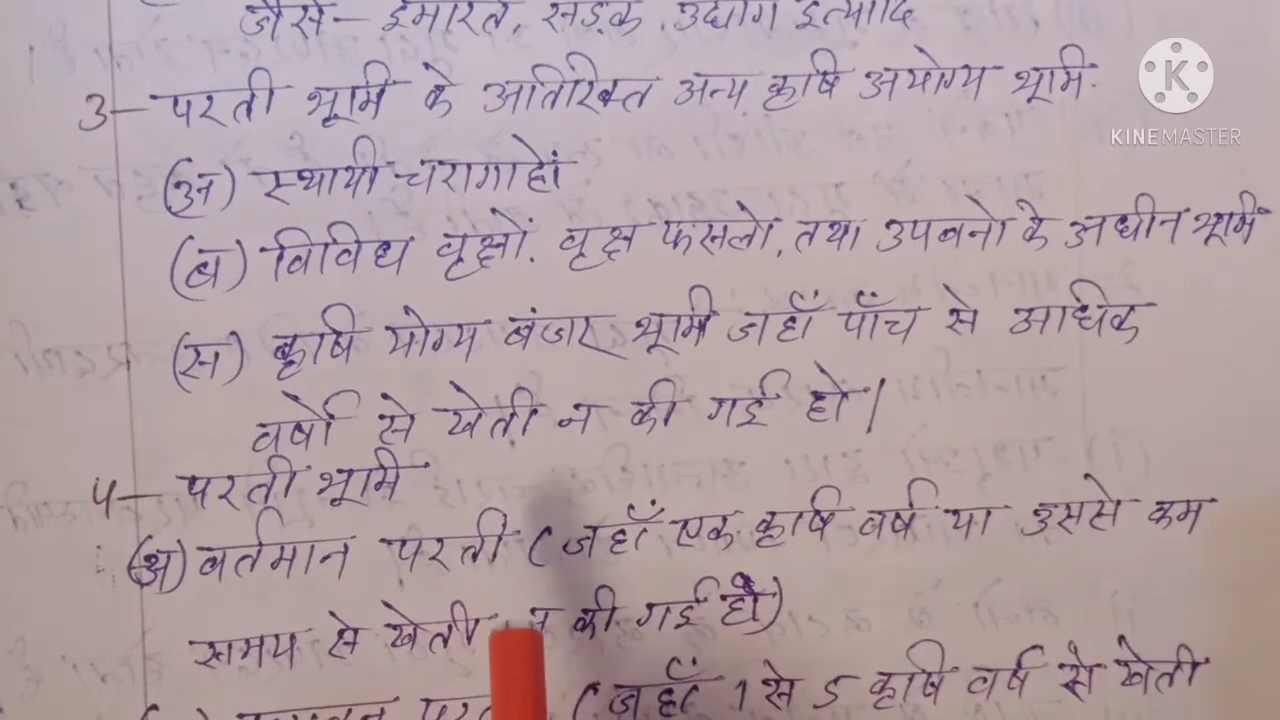 जैसे - इमारत, सड़क, उद्योग इत्यादि
3- परती भूमि के अतिरिक्त अन्य कृषि अयोग्य भूमि.
(अ) स्थायी चरागाहों
(ब) विविध वृक्षों, वृक्ष फसलो, तथा उपवनो के अधीन भूमि
(स) कृषि योग्य बंजर भूमि जहाँ पाँच से अधिक
वर्षो से खेती न की गई हो।
4- परती भूमि
(अ) वर्तमान परती (जहाँ एक कृषि वर्ष या उससे कम
समय से खेती न की गई हो)
(जहाँ 1 से 5 कृषि वर्ष से खेती
KINEMASTER